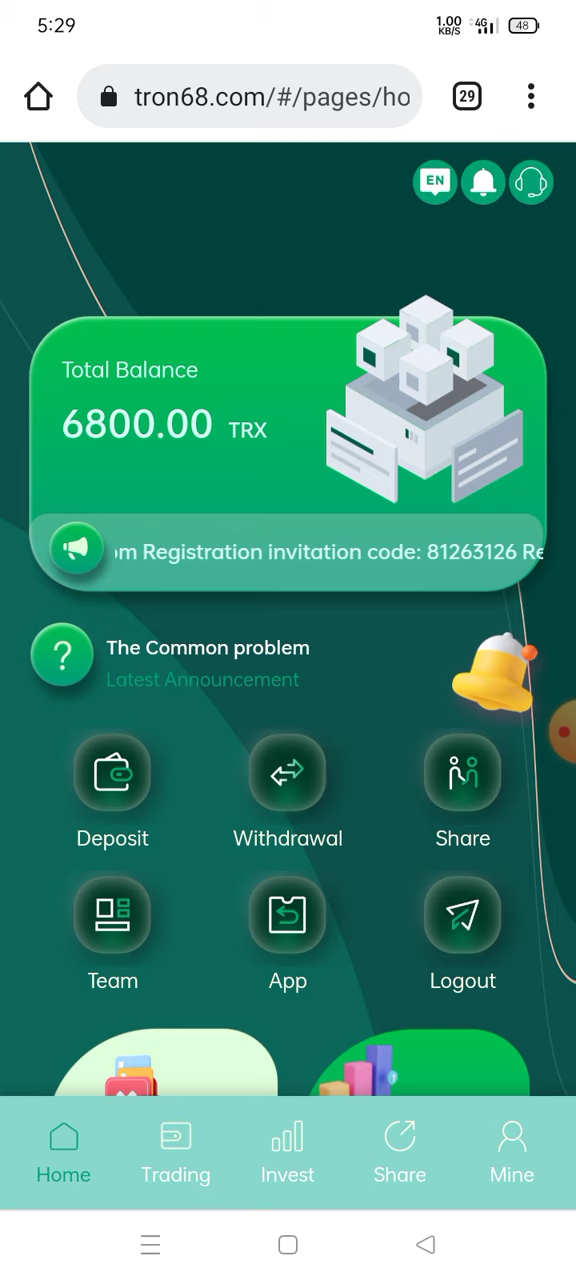 5:29
1.00 KB/S 4G 48
tron68.com/#/pages/ho
29
EN
Total Balance
6800.00 TRX
om Registration invitation code: 81263126 Re
The Common problem
Latest Announcement
Deposit Withdrawal Share
Team App Logout
Home Trading Invest Share Mine